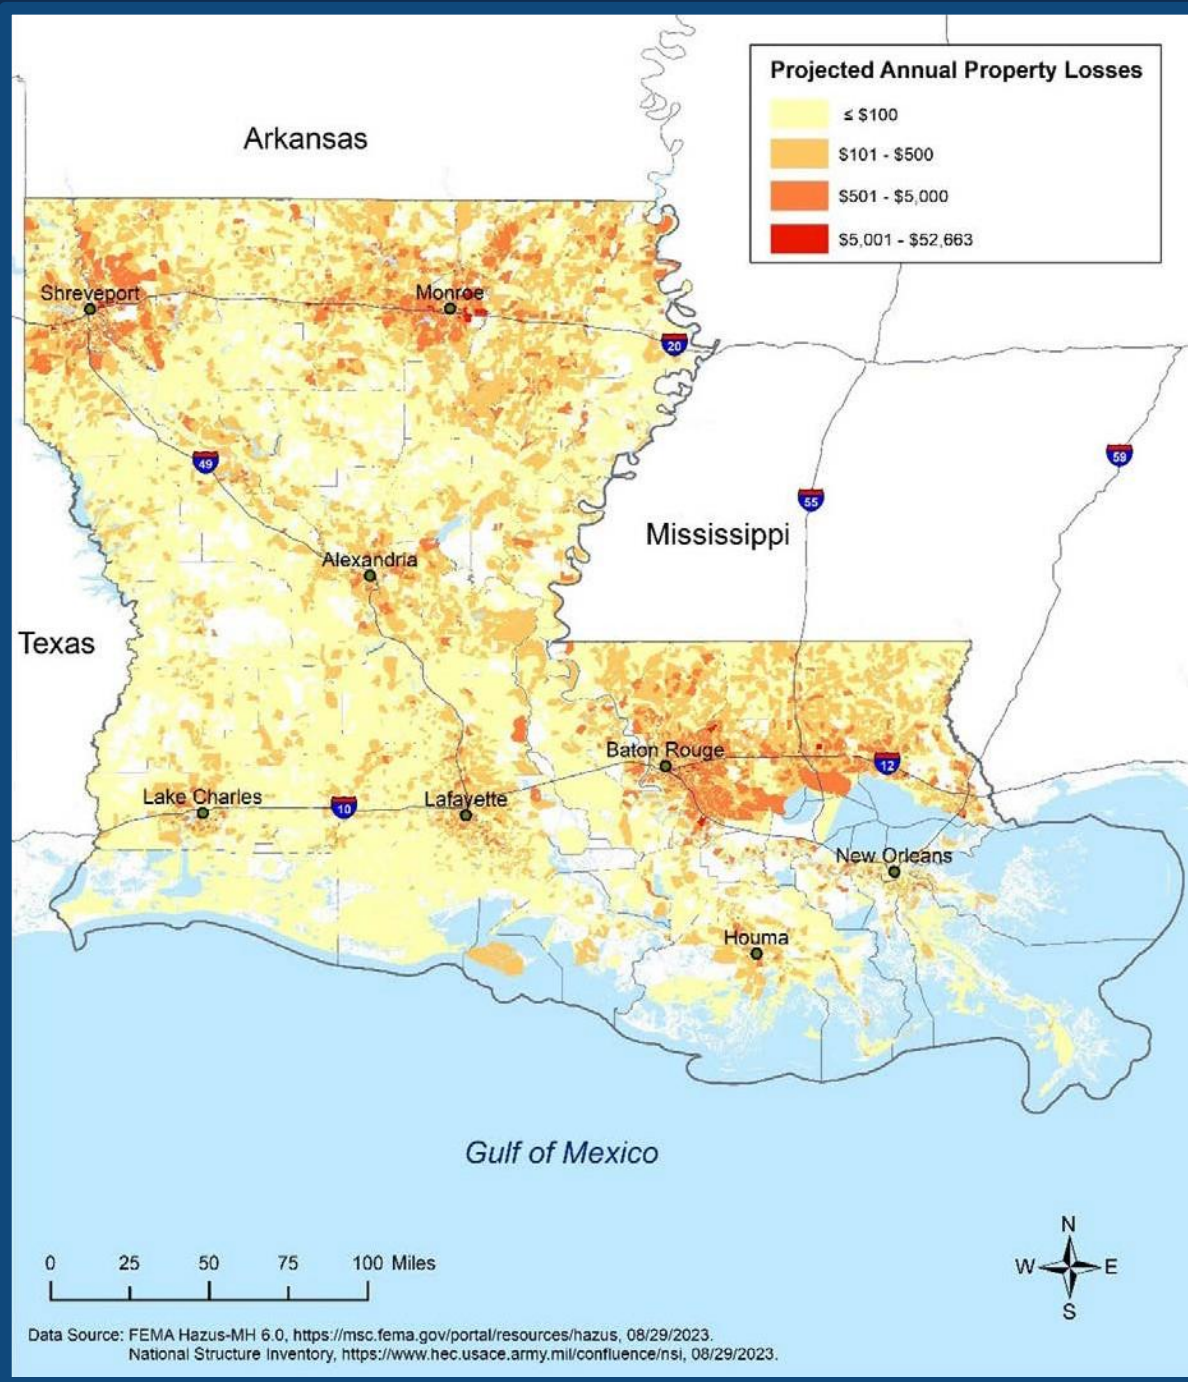 Projected Annual Property Losses
≤ $100
$101 - $500
$501 - $5,000
$5,001 - $52,663
Arkansas
Shreveport
Monroe
20
49
59
55
Mississippi
Alexandria
Texas
Baton Rouge
12
Lake Charles
10
Lafayette
New Orleans
Houma
Gulf of Mexico
N
W E
S
0 25 50 75 100 Miles
Data Source: FEMA Hazus-MH 6.0, https://msc.fema.gov/portal/resources/hazus, 08/29/2023.
National Structure Inventory, https://www.hec.usace.army.mil/confluence/nsi, 08/29/2023.